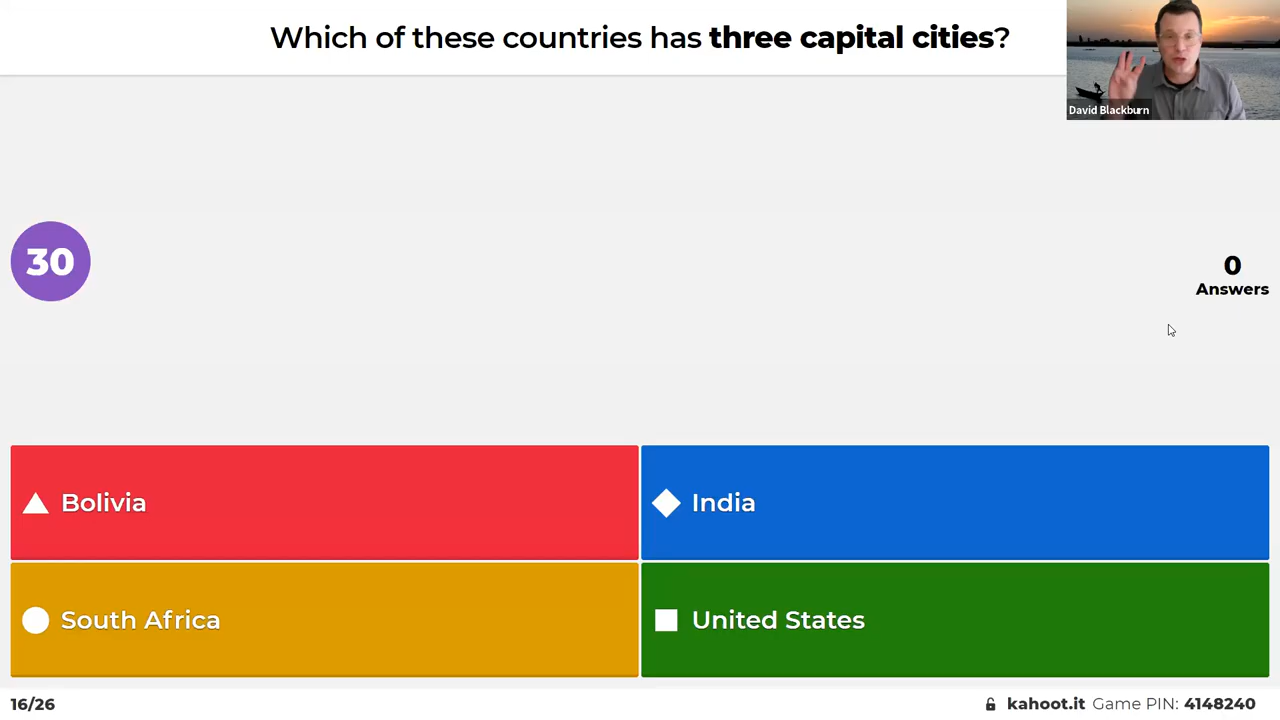 Which of these countries has three capital cities?
David Blackburn
30
0
Answers
Bolivia
India
South Africa
United States
16/26
kahoot.it Game PIN: 4148240